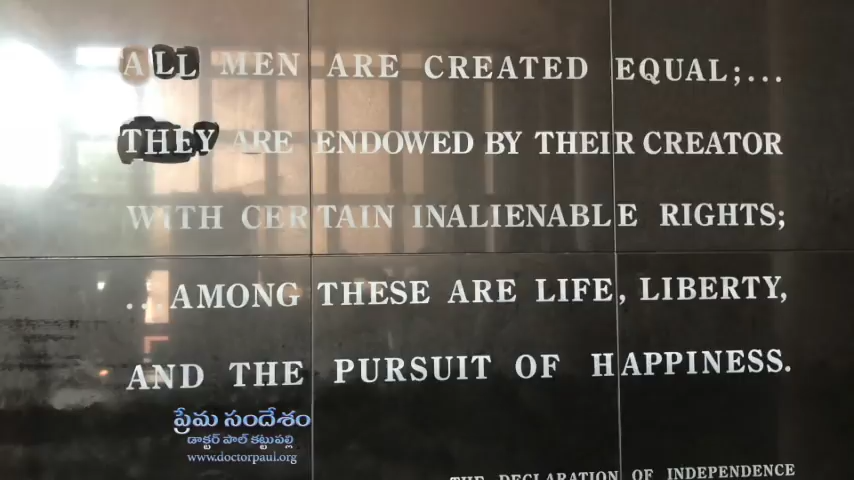 ALL MEN ARE CREATED EQUAL;...
THEY ARE ENDOWED BY THEIR CREATOR
WITH CERTAIN INALIENABLE RIGHTS;
...AMONG THESE ARE LIFE, LIBERTY,
AND THE PURSUIT OF HAPPINESS.
ప్రేమ సందేశం
డాక్టర్ పాల్ కట్టుపల్లి
www.doctorpaul.org
THE DECLARATION OF INDEPENDENCE